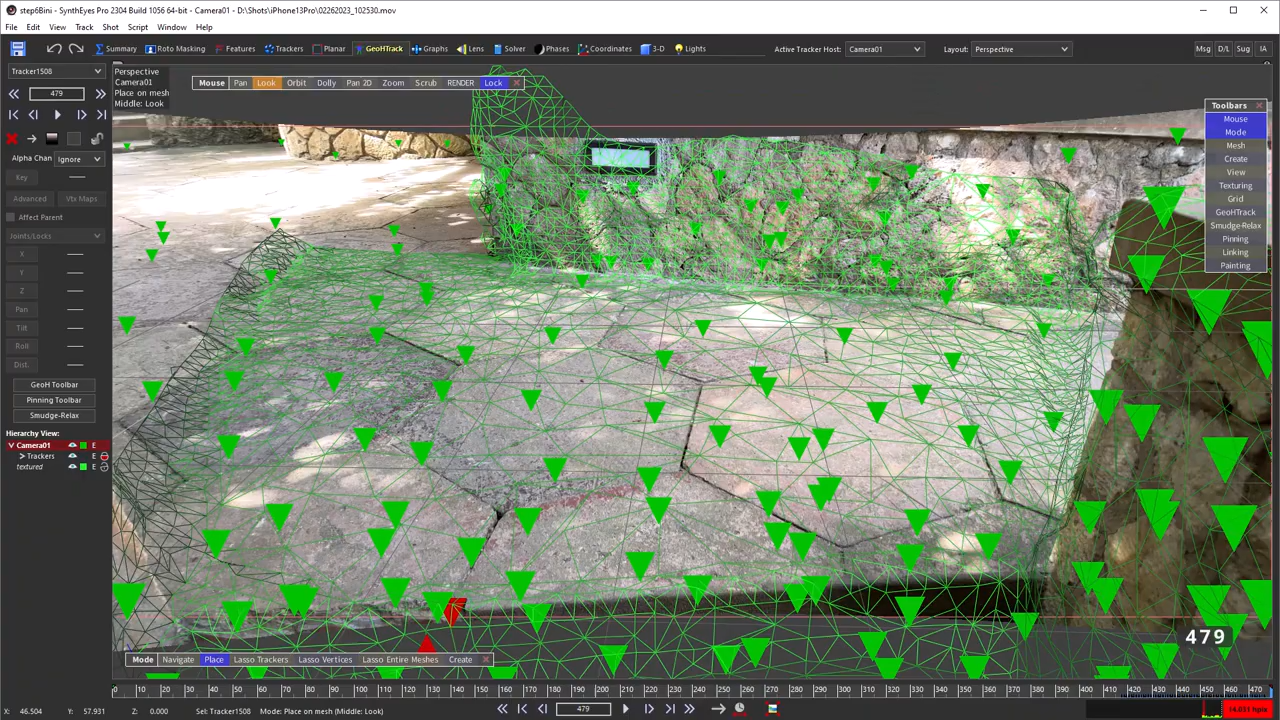 step6Bini - SynthEyes Pro 2304 Build 1056 64-bit - Camera01 - D:\Shots\iPhone13Pro\02262023_102530.mov
File Edit View Track Shot Script Window Help
Summary Roto Masking Features Trackers Planar GeoHTrack Graphs Lens Solver Phases Coordinates 3-D Lights Active Tracker Host: Camera01 Layout: Perspective Msg D/L Sug IA
Tracker1508
479
Alpha Chan Ignore
Key
Advanced Vtx Maps
Affect Parent
Joints/Locks
X
Y
Z
Pan
Tilt
Roll
Dist.
GeoH Toolbar
Pinning Toolbar
Smudge-Relax
Hierarchy View:
Camera01 E
Trackers E
textured E
Perspective
Camera01
Place on mesh
Middle: Look
Mouse Pan Look Orbit Dolly Pan 2D Zoom Scrub RENDER Lock
Toolbars
Mouse
Mode
Mesh
Create
View
Texturing
Grid
GeoHTrack
Smudge-Relax
Pinning
Linking
Painting
479
Mode Navigate Place Lasso Trackers Lasso Vertices Lasso Entire Meshes Create
0 10 20 30 40 50 60 70 80 90 100 110 120 130 140 150 160 170 180 190 200 210 220 230 240 250 260 270 280 290 300 310 320 330 340 350 360 370 380 390 400 410 420 430 440 450 460 470
X: 46.504 Y: 57.931 Z: 0.000 Sel: Tracker1508 Mode: Place on mesh (Middle: Look) 479